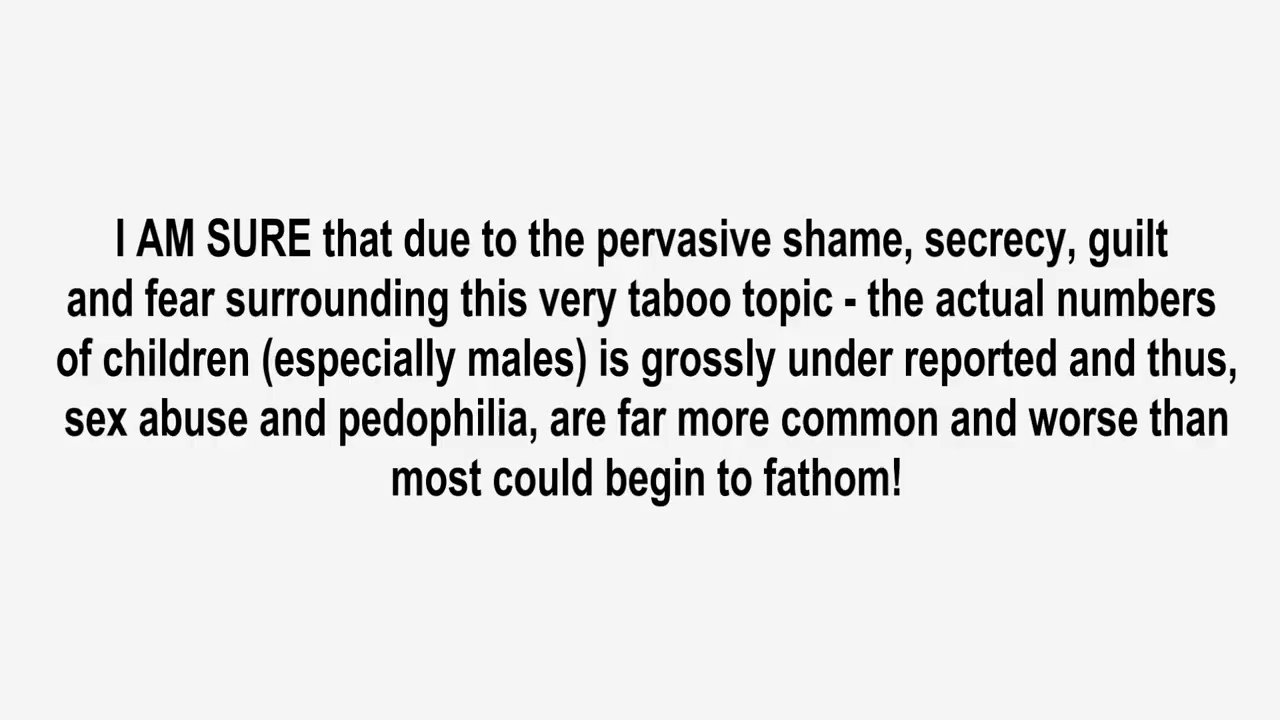 I AM SURE that due to the pervasive shame, secrecy, guilt
and fear surrounding this very taboo topic - the actual numbers
of children (especially males) is grossly under reported and thus,
sex abuse and pedophilia, are far more common and worse than
most could begin to fathom!